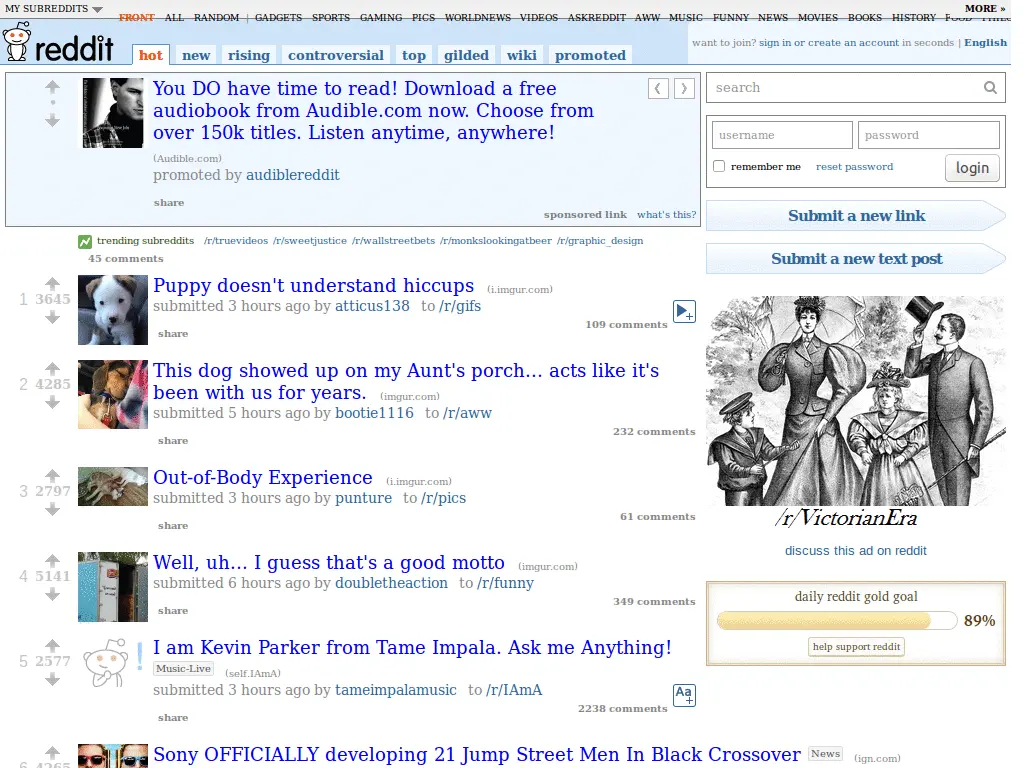 MY SUBREDDITS
FRONT ALL RANDOM | GADGETS SPORTS GAMING PICS WORLDNEWS VIDEOS ASKREDDIT AWW MUSIC FUNNY NEWS MOVIES BOOKS HISTORY FOOD
MORE »
reddit
hot new rising controversial top gilded wiki promoted
want to join? sign in or create an account in seconds | English
You DO have time to read! Download a free
audiobook from Audible.com now. Choose from
over 150k titles. Listen anytime, anywhere!
(Audible.com)
promoted by audiblereddit
share
sponsored link what's this?
trending subreddits /r/truevideos /r/sweetjustice /r/wallstreetbets /r/monkslookingatbeer /r/graphic_design
45 comments
1 3645
Puppy doesn't understand hiccups (i.imgur.com)
submitted 3 hours ago by atticus138 to /r/gifs
share
109 comments
2 4285
This dog showed up on my Aunt's porch... acts like it's
been with us for years. (imgur.com)
submitted 5 hours ago by bootie1116 to /r/aww
share
232 comments
3 2797
Out-of-Body Experience (i.imgur.com)
submitted 3 hours ago by punture to /r/pics
share
61 comments
4 5141
Well, uh... I guess that's a good motto (imgur.com)
submitted 6 hours ago by doubletheaction to /r/funny
share
349 comments
5 2577
I am Kevin Parker from Tame Impala. Ask me Anything!
Music-Live (self.IAmA)
submitted 3 hours ago by tameimpalamusic to /r/IAmA
share
2238 comments
Aa
Sony OFFICIALLY developing 21 Jump Street Men In Black Crossover News (ign.com)
search
username password
remember me reset password login
Submit a new link
Submit a new text post
/r/VictorianEra
discuss this ad on reddit
daily reddit gold goal
89%
help support reddit